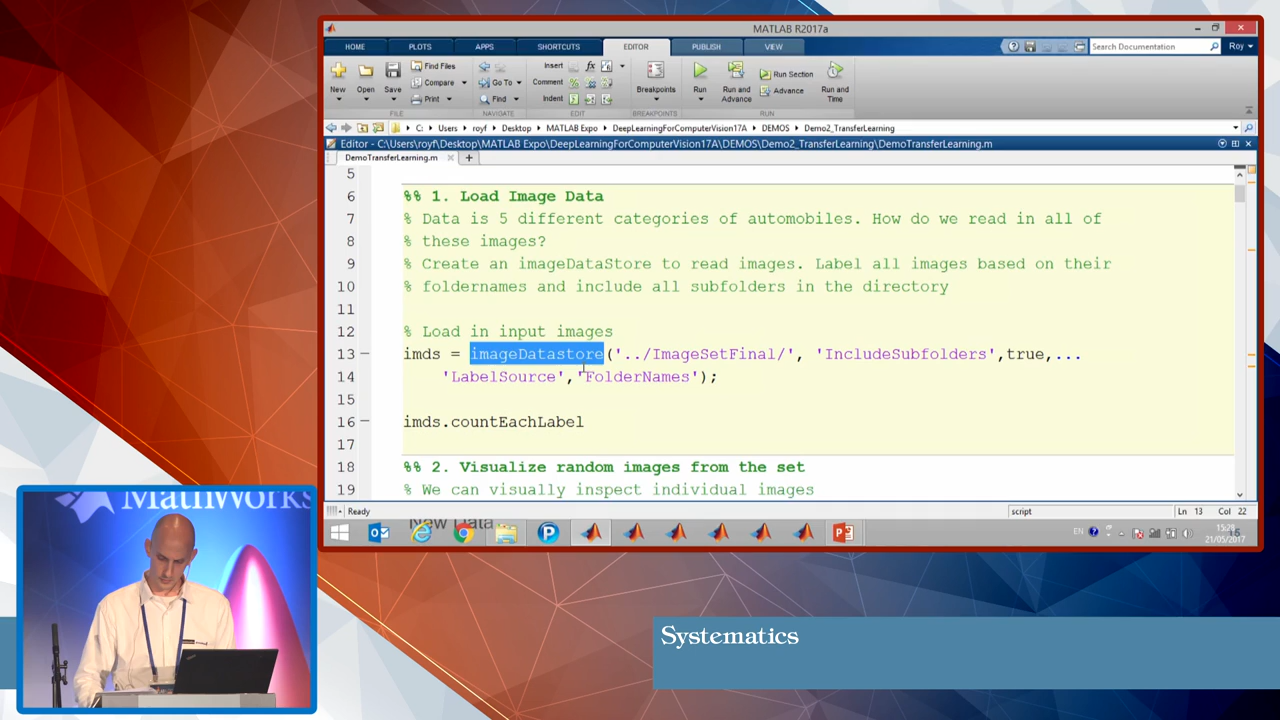 MATLAB R2017a
HOME PLOTS APPS SHORTCUTS EDITOR PUBLISH VIEW Search Documentation Roy
Find Files Insert fx
Compare Go To Comment Run Section
New Open Save Breakpoints Run Run and Advance Run and
Print Find Indent Advance Time
FILE NAVIGATE EDIT BREAKPOINTS RUN
C: Users royf Desktop MATLAB Expo DeepLearningForComputerVision17A DEMOS Demo2_TransferLearning
Editor - C:\Users\royf\Desktop\MATLAB Expo\DeepLearningForComputerVision17A\DEMOS\Demo2_TransferLearning\DemoTransferLearning.m
DemoTransferLearning.m +
5
6 %% 1. Load Image Data
7 % Data is 5 different categories of automobiles. How do we read in all of
8 % these images?
9 % Create an imageDataStore to read images. Label all images based on their
10 % foldernames and include all subfolders in the directory
11
12 % Load in input images
13 – imds = imageDatastore('../ImageSetFinal/', 'IncludeSubfolders',true,...
14 'LabelSource','FolderNames');
15
16 – imds.countEachLabel
17
18 %% 2. Visualize random images from the set
19 % We can visually inspect individual images
Ready script Ln 13 Col 22
New Data
EN
21/05/2017
MathWorks
Systematics